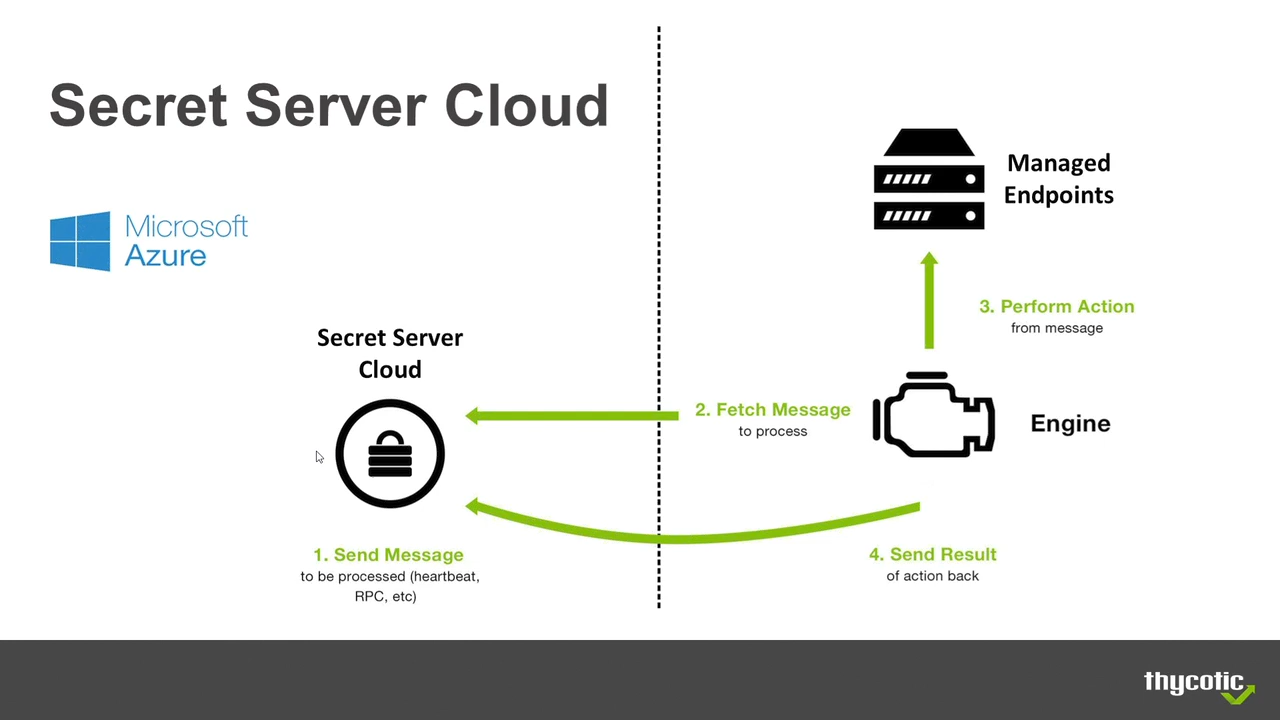 Secret Server Cloud
Microsoft
Azure
Managed
Endpoints
3. Perform Action
from message
Secret Server
Cloud
2. Fetch Message
to process
Engine
1. Send Message
to be processed (heartbeat,
RPC, etc)
4. Send Result
of action back
thycotic